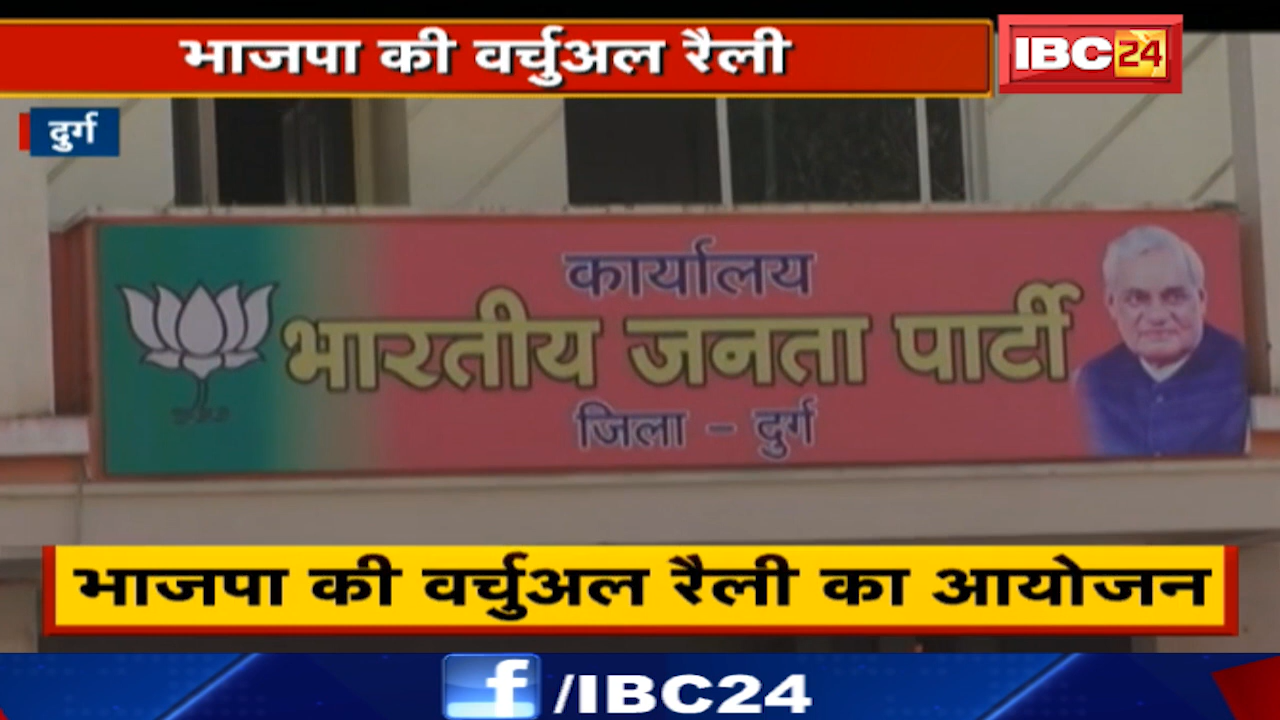 भाजपा की वर्चुअल रैली
IBC24
दुर्ग
कार्यालय
भारतीय जनता पार्टी
जिला - दुर्ग
भाजपा की वर्चुअल रैली का आयोजन
f/IBC24